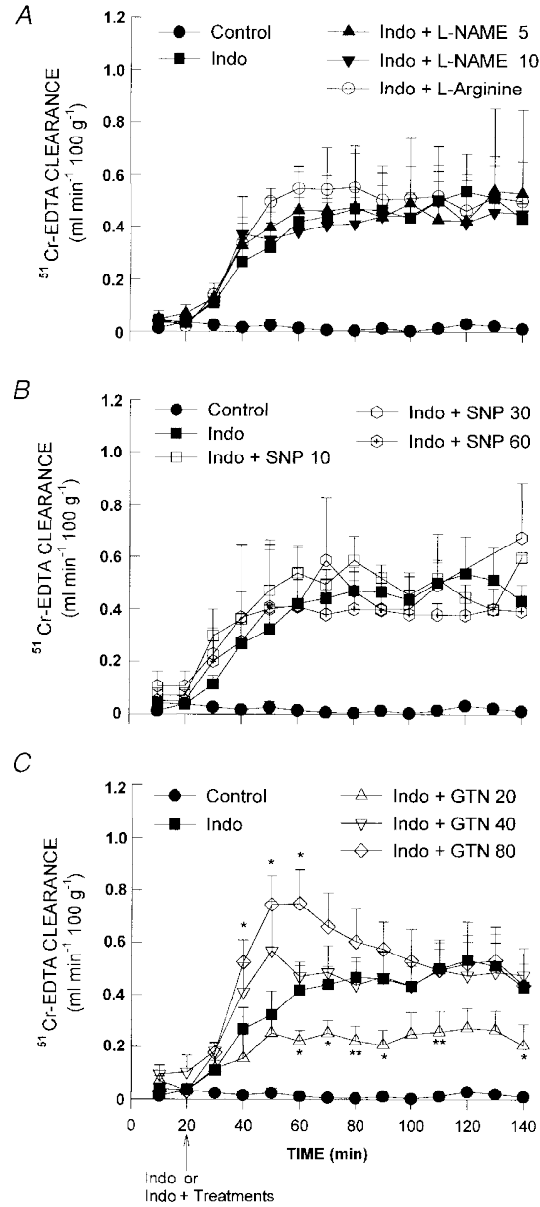 A
Control
Indo
Indo + L-NAME 5
Indo + L-NAME 10
Indo + L-Arginine
⁵¹Cr-EDTA CLEARANCE
(ml min⁻¹ 100 g⁻¹)
1.2
1.0
0.8
0.6
0.4
0.2
0
B
Control
Indo
Indo + SNP 10
Indo + SNP 30
Indo + SNP 60
⁵¹Cr-EDTA CLEARANCE
(ml min⁻¹ 100 g⁻¹)
1.2
1.0
0.8
0.6
0.4
0.2
0
C
Control
Indo
Indo + GTN 20
Indo + GTN 40
Indo + GTN 80
⁵¹Cr-EDTA CLEARANCE
(ml min⁻¹ 100 g⁻¹)
1.2
1.0
0.8
0.6
0.4
0.2
0
* * *
* * ** * ** *
0 20 40 60 80 100 120 140
TIME (min)
Indo or
Indo + Treatments